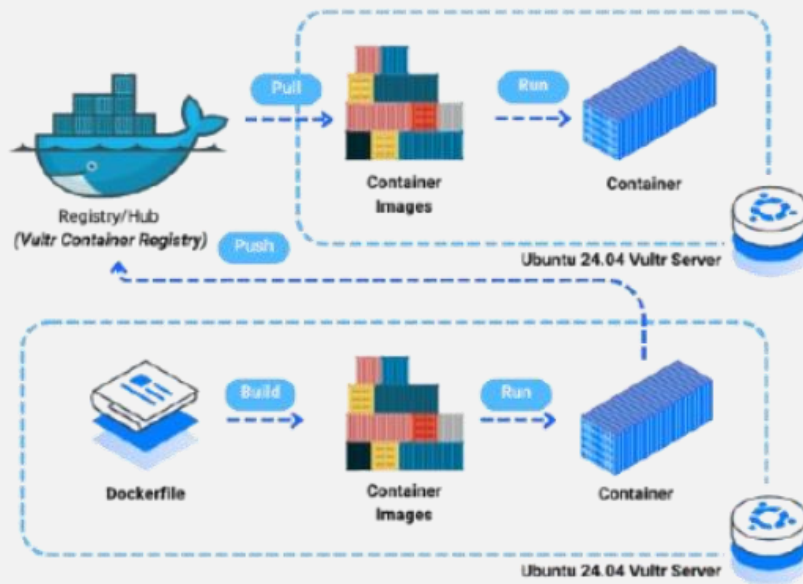 Pull
Run
Container
Images
Container
Registry/Hub
(Vultr Container Registry)
Push
Ubuntu 24.04 Vultr Server
Build
Run
Dockerfile
Container
Images
Container
Ubuntu 24.04 Vultr Server